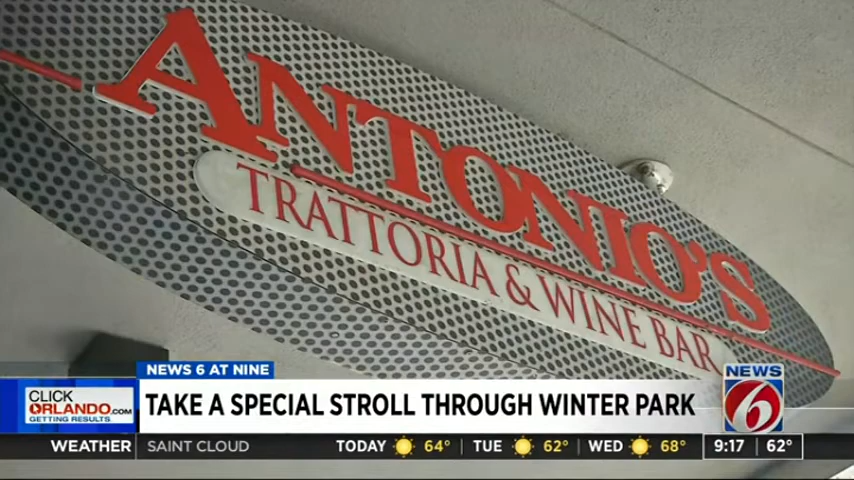 ANTONIO'S
TRATTORIA & WINE BAR
NEWS 6 AT NINE
CLICK
ORLANDO.COM
GETTING RESULTS
TAKE A SPECIAL STROLL THROUGH WINTER PARK
NEWS
6
WEATHER SAINT CLOUD TODAY 64° TUE 62° WED 68° 9:17 62°